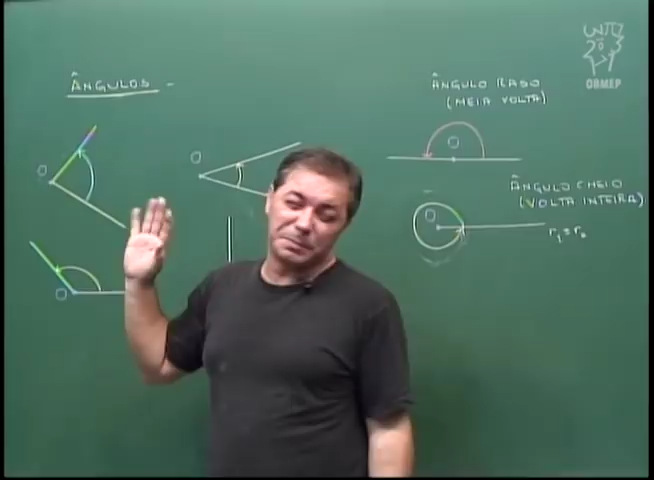 ÂNGULOS -
O
O
O
ÂNGULO RASO
(MEIA VOLTA)
O
ÂNGULO CHEIO
(VOLTA INTEIRA)
O
OBMEP